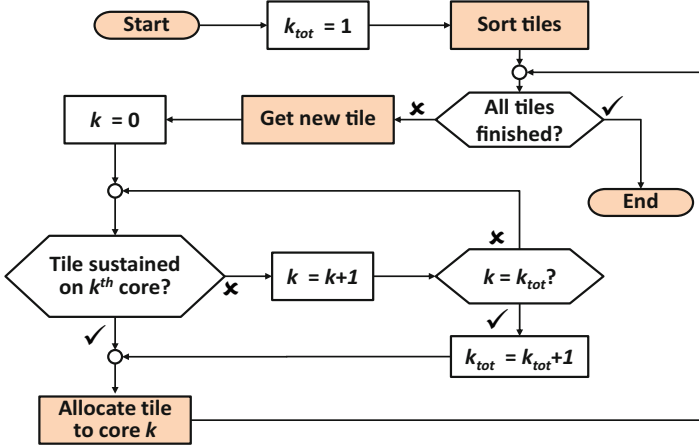 Start
k_tot = 1
Sort tiles
All tiles
finished?
✘
✓
Get new tile
k = 0
End
Tile sustained
on k^th core?
✘
k = k+1
k = k_tot?
✘
✓
✓
k_tot = k_tot+1
Allocate tile
to core k